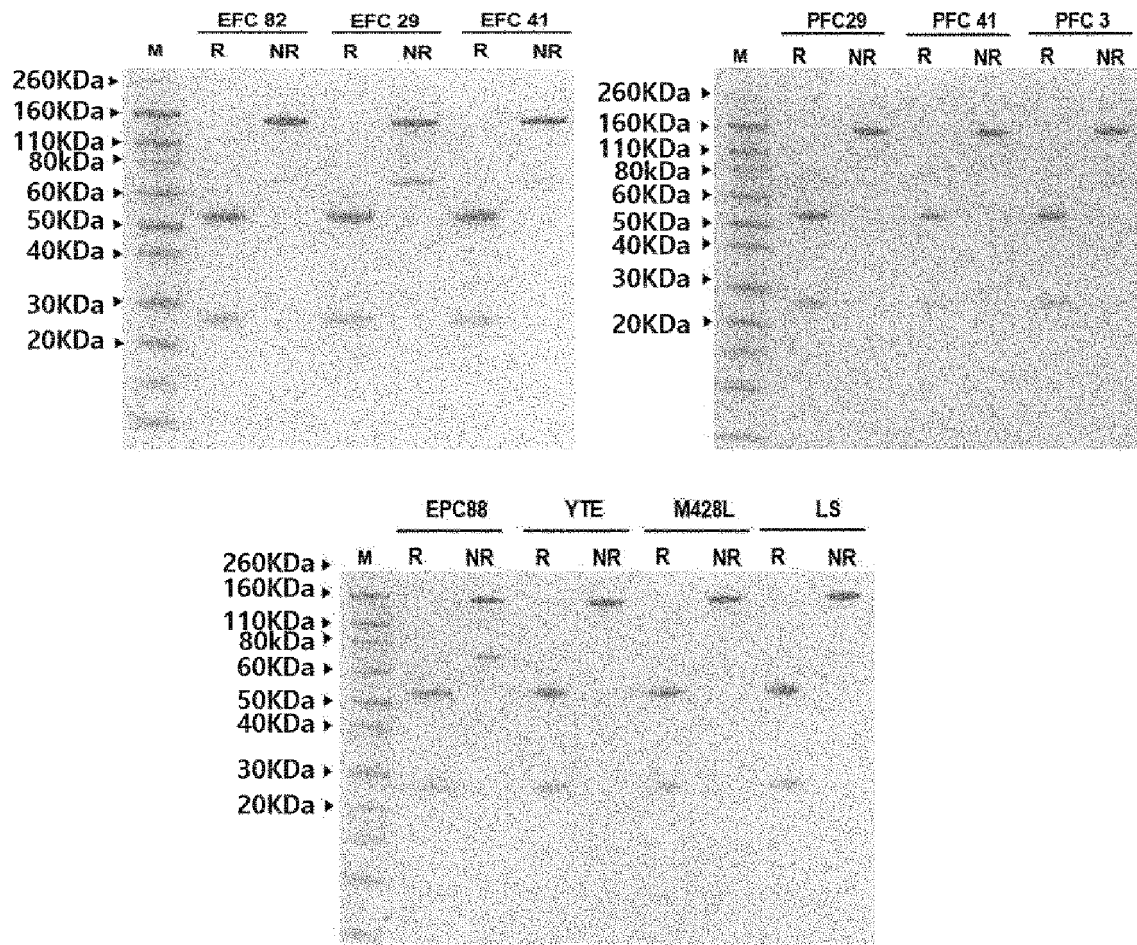 EFC 82 EFC 29 EFC 41
M R NR R NR R NR
260KDa
160KDa
110KDa
80kDa
60KDa
50KDa
40KDa
30KDa
20KDa
PFC29 PFC 41 PFC 3
M R NR R NR R NR
260KDa
160KDa
110KDa
80kDa
60KDa
50KDa
40KDa
30KDa
20KDa
EPC88 YTE M428L LS
M R NR R NR R NR R NR
260KDa
160KDa
110KDa
80kDa
60KDa
50KDa
40KDa
30KDa
20KDa